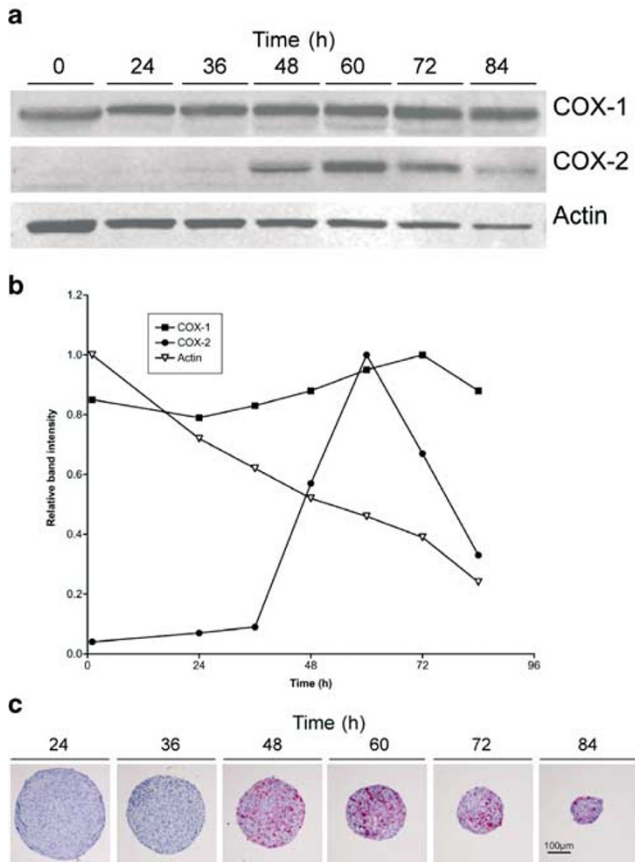 a
Time (h)
0 24 36 48 60 72 84
COX-1
COX-2
Actin
b
1.2
1.0
0.8
0.6
0.4
0.2
0.0
Relative band intensity
COX-1
COX-2
Actin
0 24 48 72 96
Time (h)
c
Time (h)
24 36 48 60 72 84
100µm